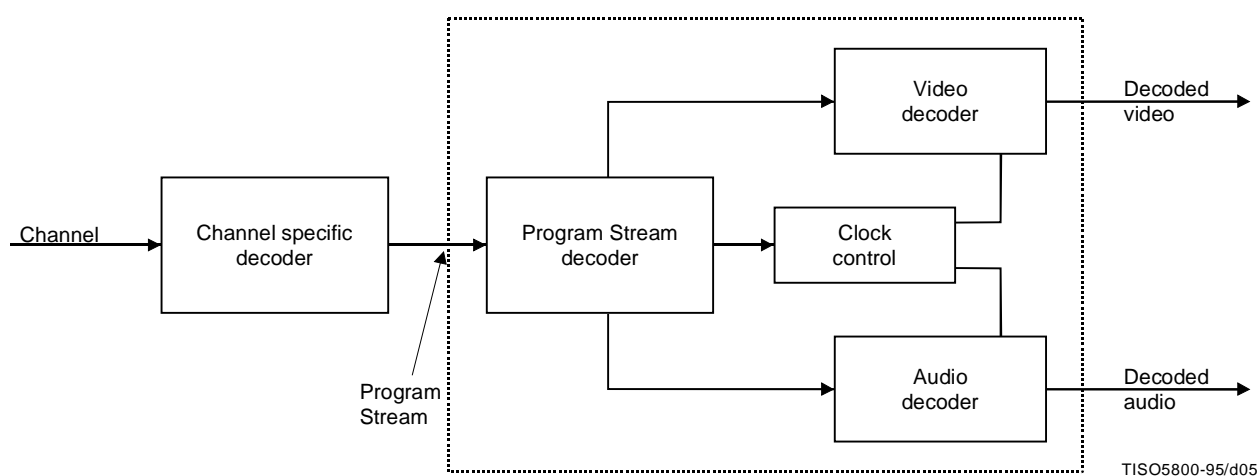 Channel
Channel specific
decoder
Program
Stream
Program Stream
decoder
Video
decoder
Clock
control
Audio
decoder
Decoded
video
Decoded
audio
TISO5800-95/d05